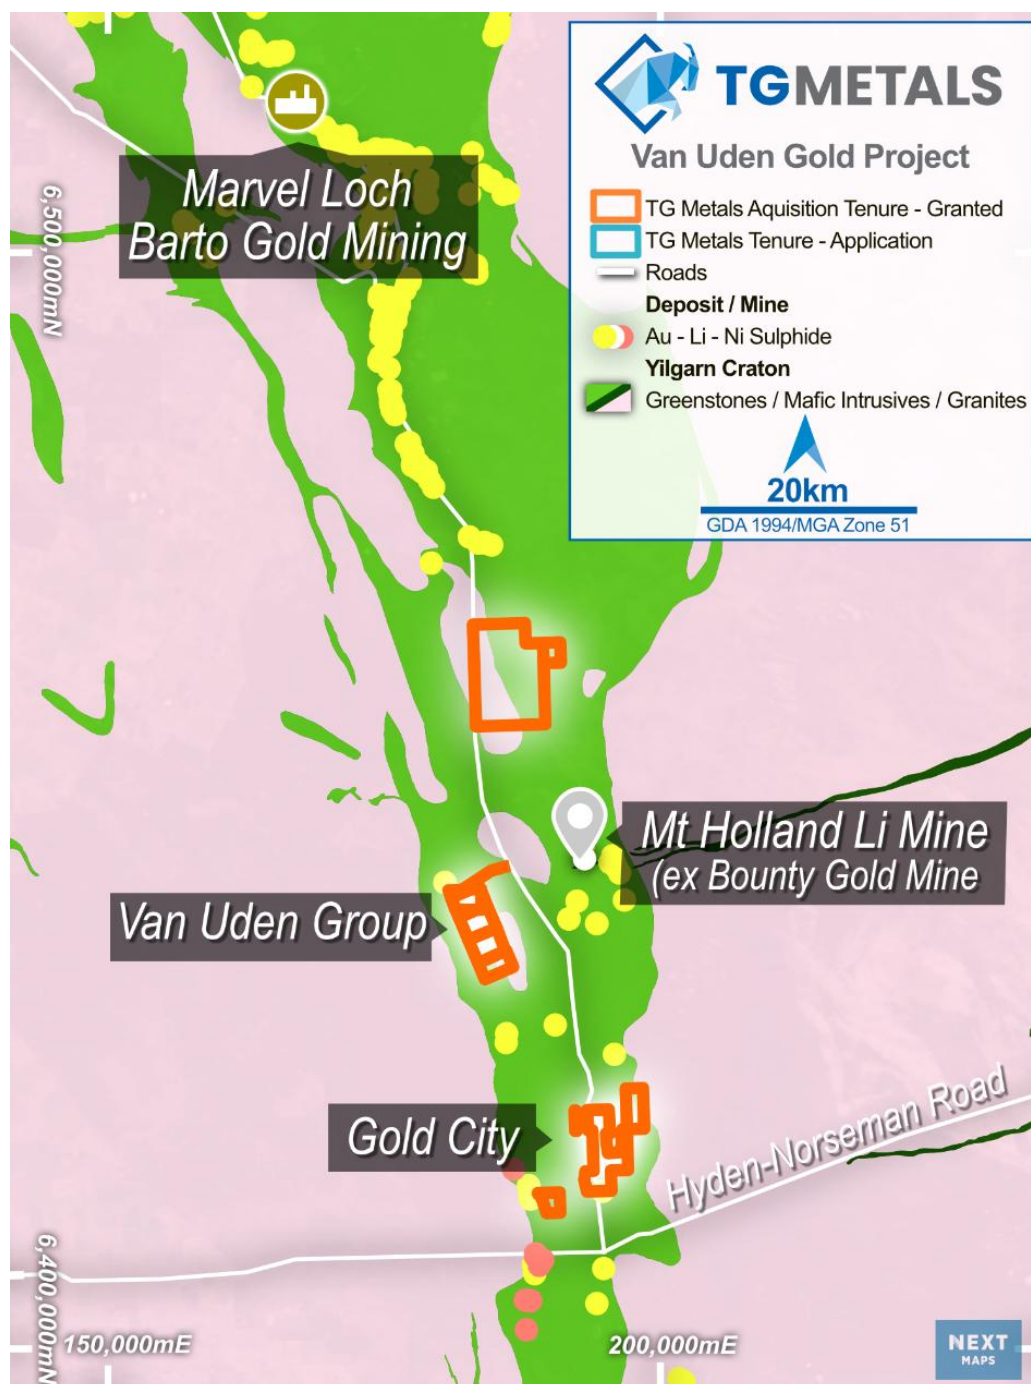 TGMETALS
Van Uden Gold Project
TG Metals Aquisition Tenure - Granted
TG Metals Tenure - Application
Roads
Deposit / Mine
Au - Li - Ni Sulphide
Yilgarn Craton
Greenstones / Mafic Intrusives / Granites
20km
GDA 1994/MGA Zone 51
Marvel Loch
Barto Gold Mining
6,500,000mN
Mt Holland Li Mine
(ex Bounty Gold Mine
Van Uden Group
Gold City
Hyden-Norseman Road
6,400,000mN
150,000mE
200,000mE
NEXT
MAPS